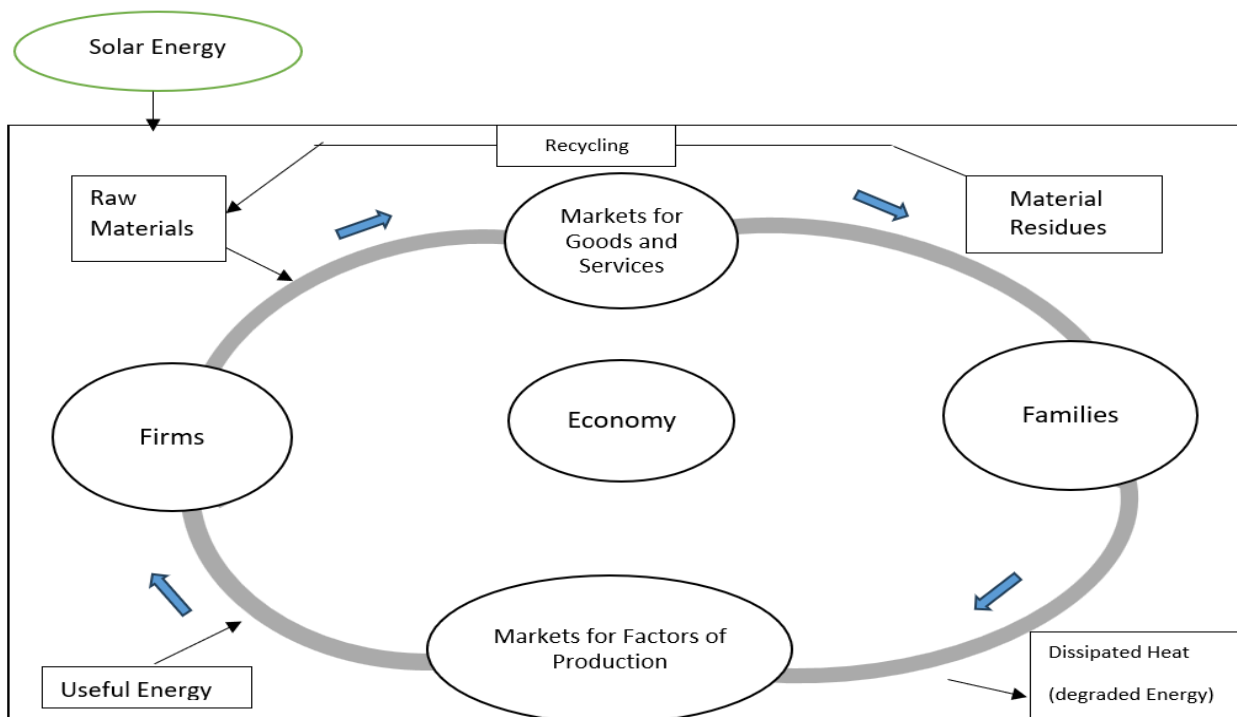 Solar Energy
Recycling
Raw
Materials
Markets for
Goods and
Services
Material
Residues
Firms
Economy
Families
Markets for Factors of
Production
Useful Energy
Dissipated Heat
(degraded Energy)